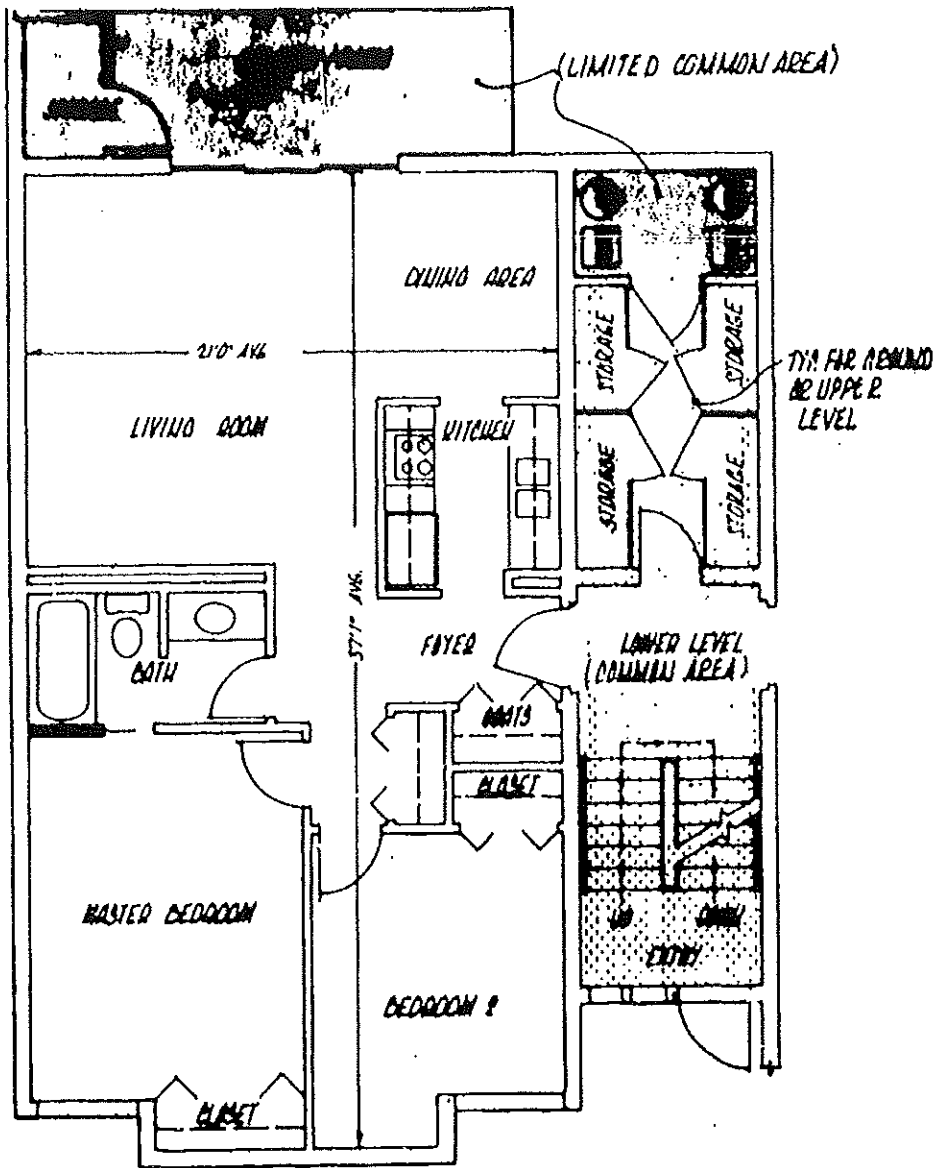 (LIMITED COMMON AREA)
DINING AREA
21'0" AVG
LIVING ROOM
KITCHEN
STORAGE
STORAGE
TYP. FOR GROUND
OR UPPER
LEVEL
STORAGE
STORAGE
57'1" AVG.
FOYER
LOWER LEVEL
(COMMON AREA)
BATH
COATS
CLOSET
MASTER BEDROOM
UP
DOWN
ENTRY
BEDROOM 2
CLOSET